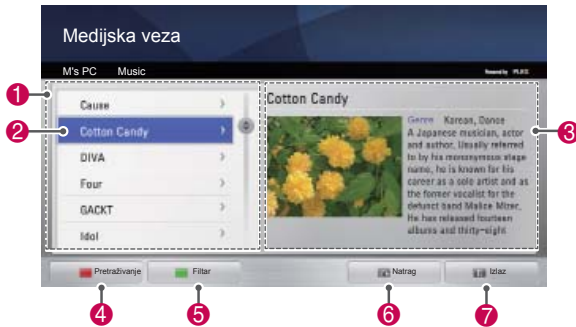 Medijska veza
M's PC Music
Powered by PLEX
1
Cause
2
Cotton Candy
DIVA
Four
GACKT
Idol
Cotton Candy
Genre Korean, Dance
A Japanese musician, actor
and author. Usually referred
to by his mononymous stage
name, he is known for his
career as a solo artist and as
the former vocalist for the
defunct band Malice Mizer.
He has released fourteen
albums and thirty-eight
3
Pretraživanje
Filtar
Natrag
Izlaz
4
5
6
7